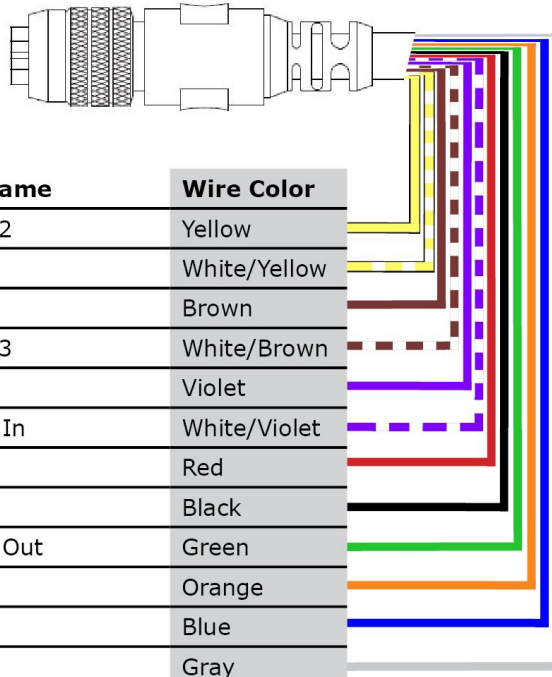 ame Wire Color
2 Yellow
White/Yellow
Brown
3 White/Brown
Violet
In White/Violet
Red
Black
Out Green
Orange
Blue
Gray